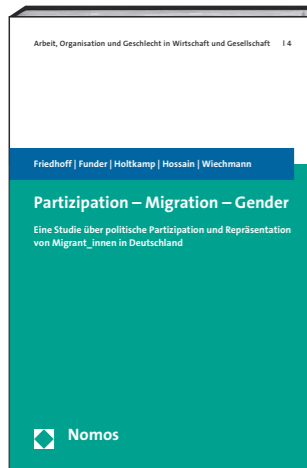 Arbeit, Organisation und Geschlecht in Wirtschaft und Gesellschaft | 4
Friedhoff | Funder | Holtkamp | Hossain | Wiechmann
Partizipation – Migration – Gender
Eine Studie über politische Partizipation und Repräsentation
von Migrant_innen in Deutschland
Nomos